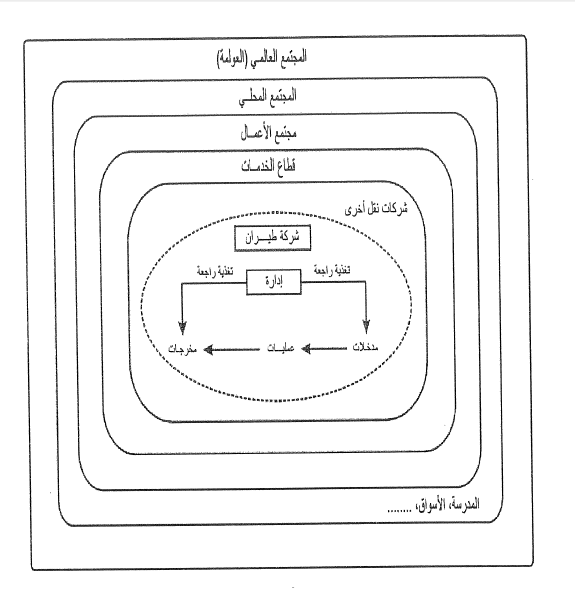 المجتمع العالمي (العولمة)
المجتمع المحلي
مجتمع الأعمال
قطاع الخدمات
شركات نقل أخرى
شركة طيران
تغذية راجعة
إدارة
تغذية راجعة
مدخلات
عمليات
مخرجات
المدرسة، الأسواق، ........